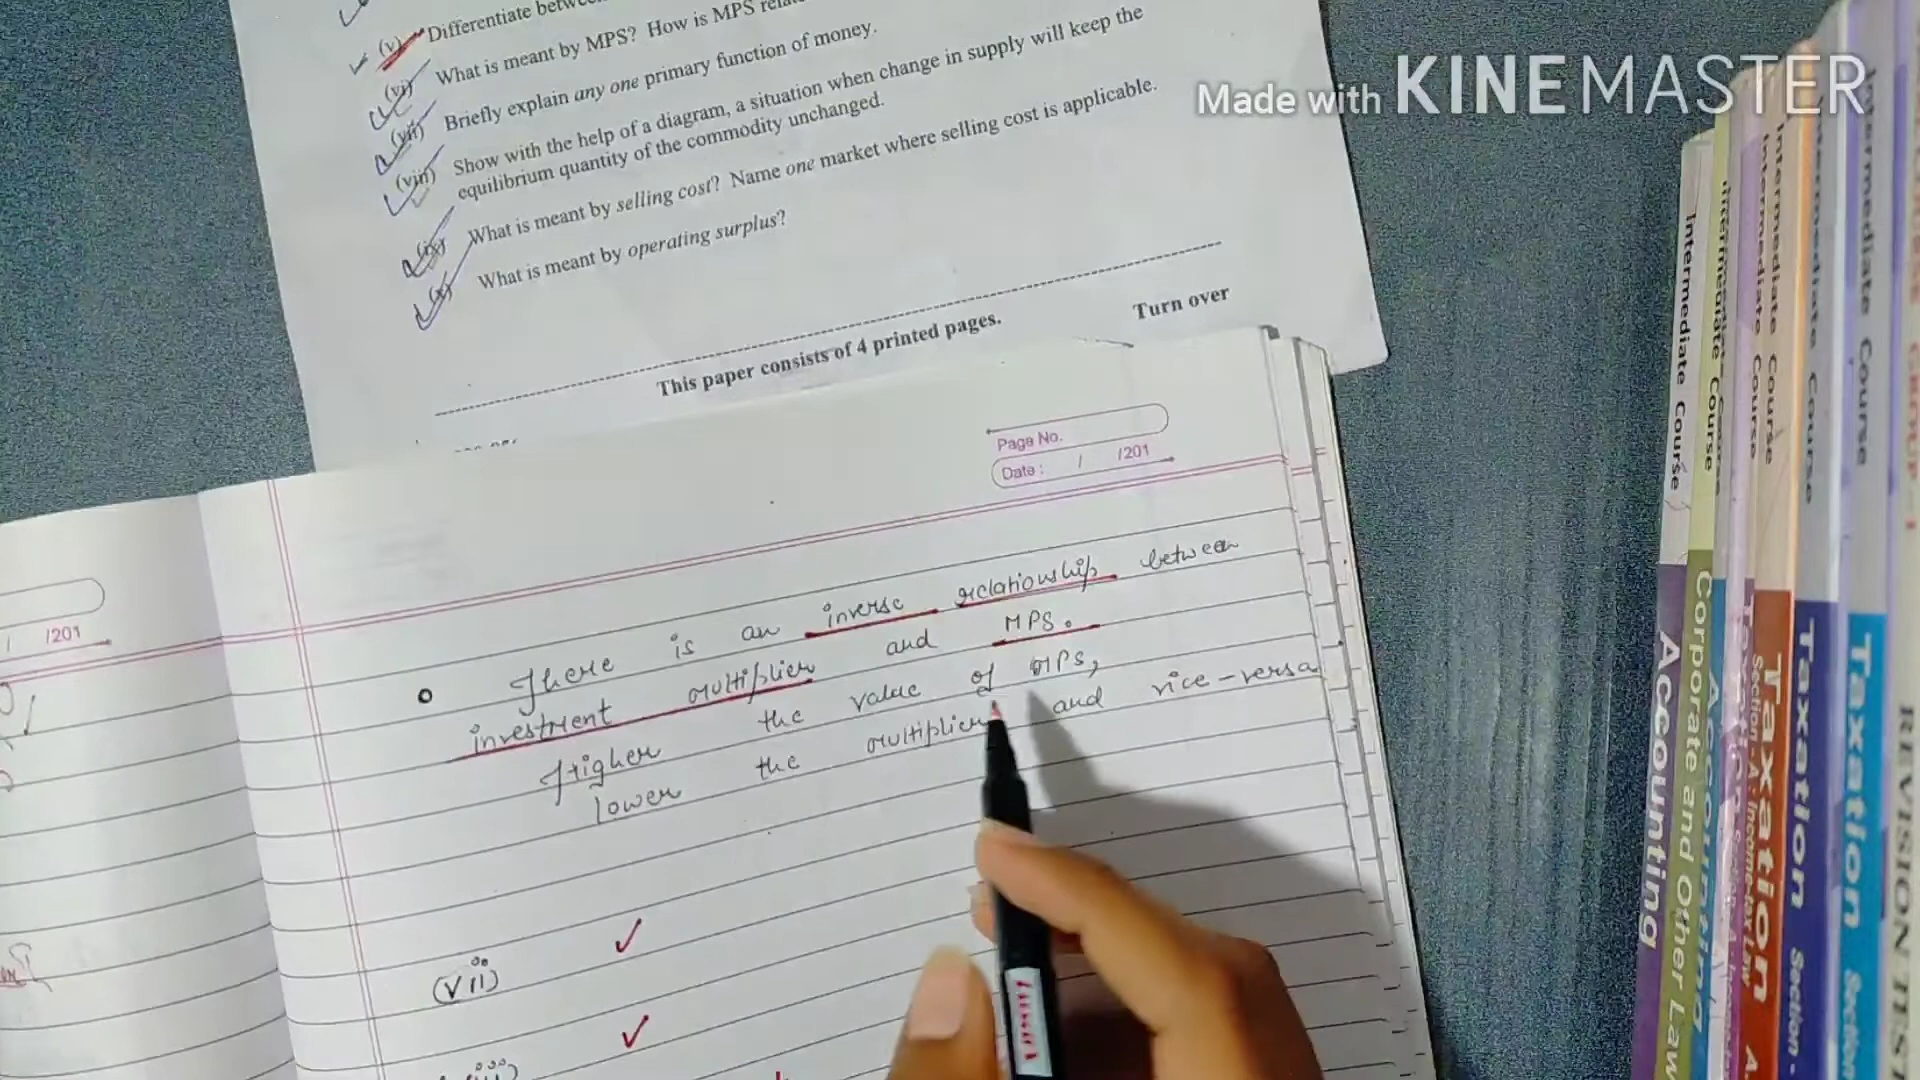 Made with KINEMASTER
(v) Differentiate
(vi) What is meant by MPS? How is MPS
(vii) Briefly explain any one primary function of money.
(viii) Show with the help of a diagram, a situation when change in supply will keep the
equilibrium quantity of the commodity unchanged.
(ix) What is meant by selling cost? Name one market where selling cost is applicable.
(x) What is meant by operating surplus?
This paper consists of 4 printed pages.
Turn over
Page No.
Date : / /201
/ /201
There is an inverse relationship between
investment multiplier and MPS.
Higher the value of MPS,
lower the multiplier and vice-versa
(vii)
Intermediate Course
Accounting
Intermediate Course
Corporate and Other Law
Intermediate Course
Accounting
Intermediate Course
Taxation
Intermediate Course
Taxation
Section -
Intermediate Course
Taxation
Section -
REVISION TEST